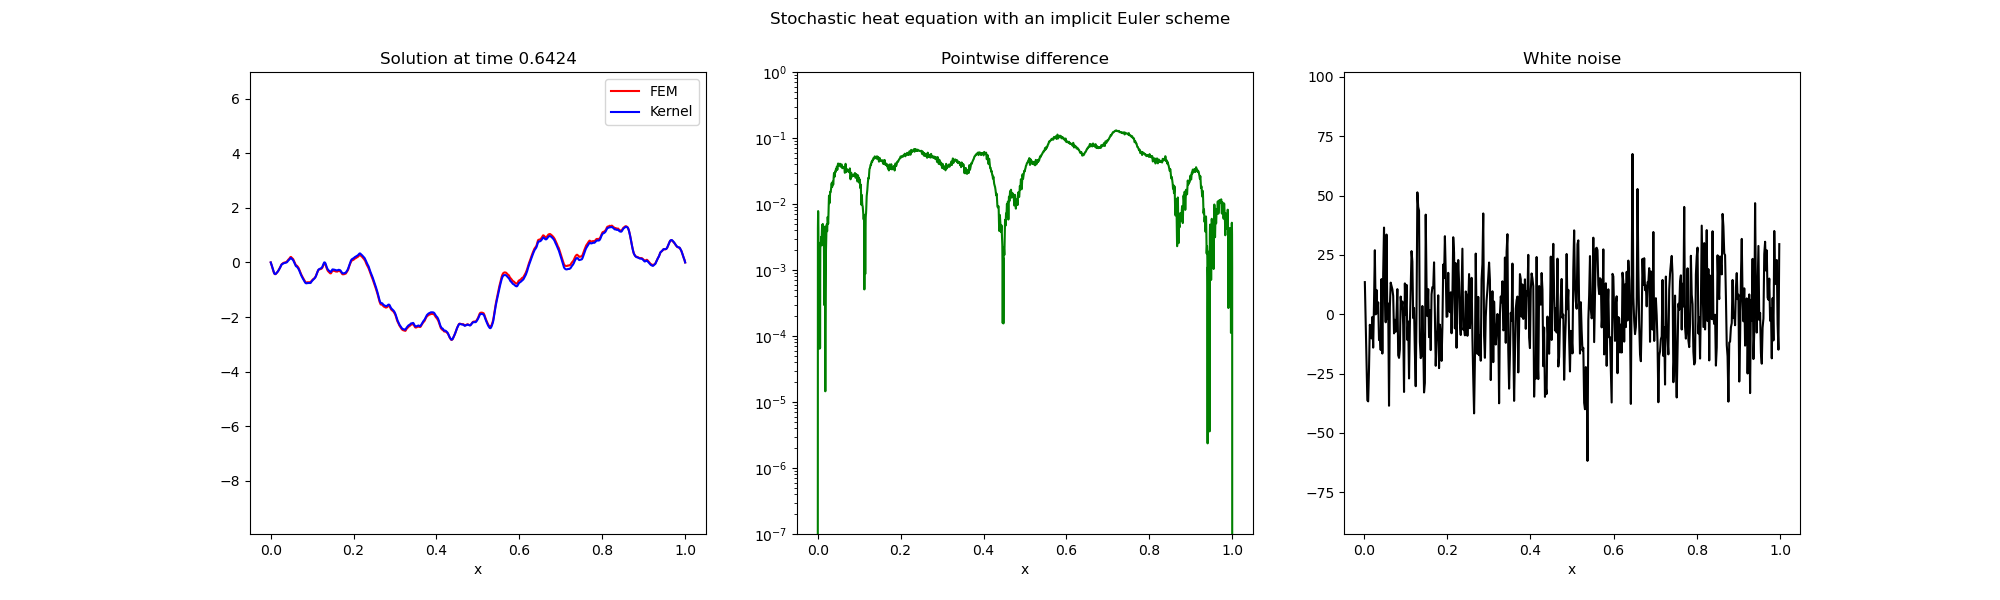 Stochastic heat equation with an implicit Euler scheme
Solution at time 0.6424
FEM
Kernel
6
4
2
0
−2
−4
−6
−8
0.0 0.2 0.4 0.6 0.8 1.0
x
Pointwise difference
10⁰
10⁻¹
10⁻²
10⁻³
10⁻⁴
10⁻⁵
10⁻⁶
10⁻⁷
0.0 0.2 0.4 0.6 0.8 1.0
x
White noise
100
75
50
25
0
−25
−50
−75
0.0 0.2 0.4 0.6 0.8 1.0
x